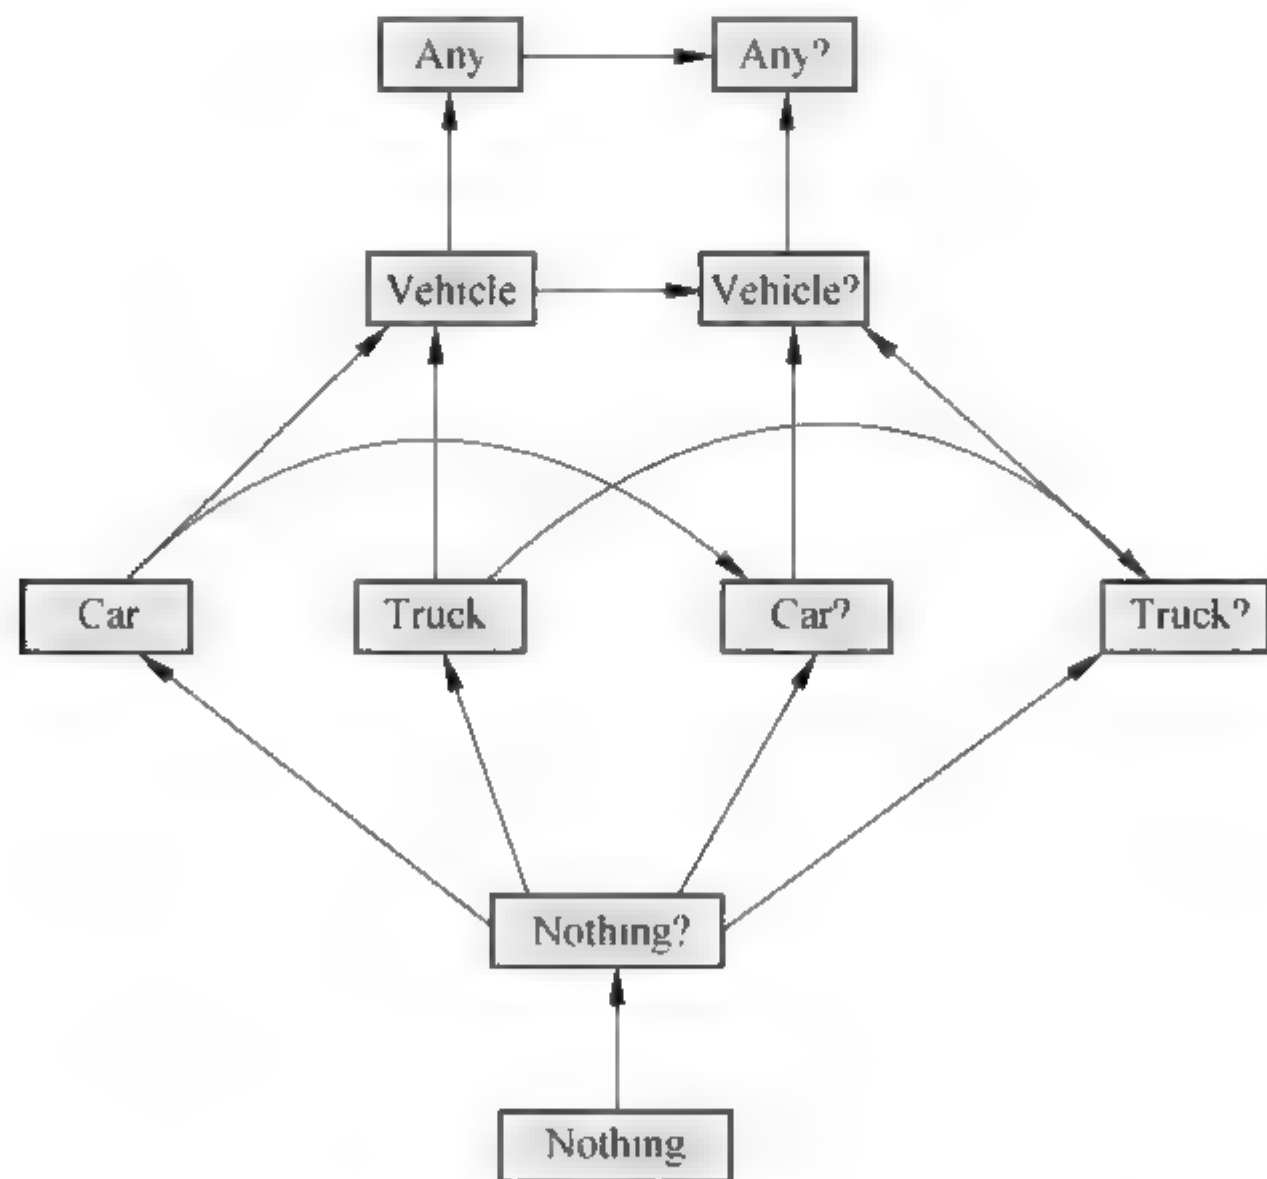 Any
Any?
Vehicle
Vehicle?
Car
Truck
Car?
Truck?
Nothing?
Nothing